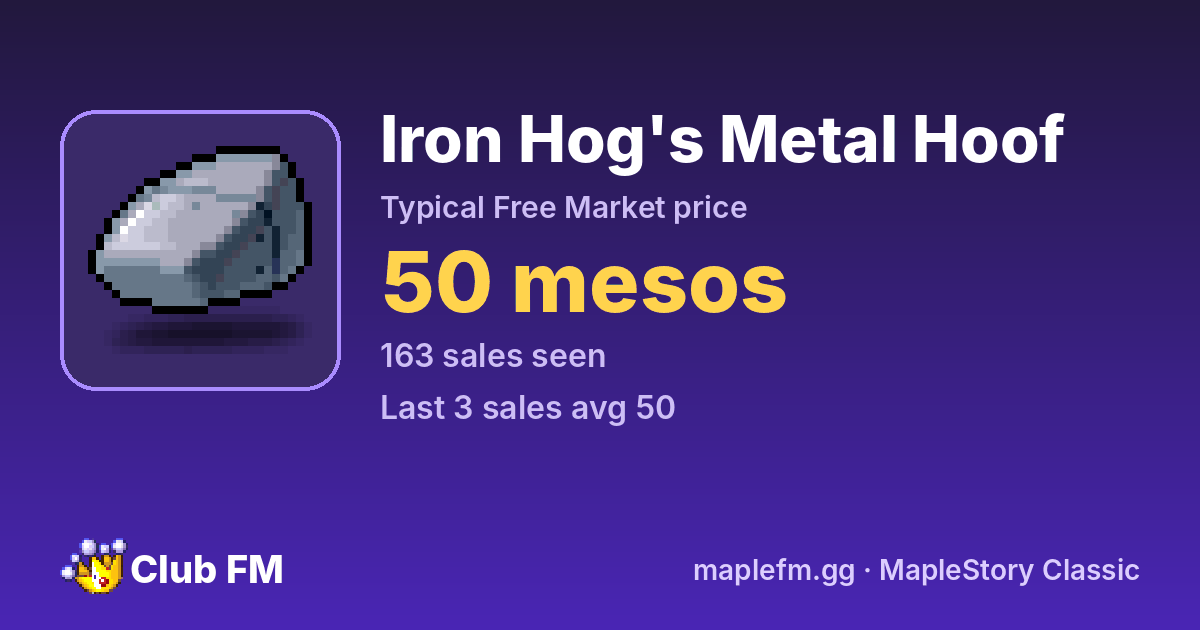 Iron Hog's Metal Hoof
Typical Free Market price
50 mesos
163 sales seen
Last 3 sales avg 50
Club FM
maplefm.gg · MapleStory Classic